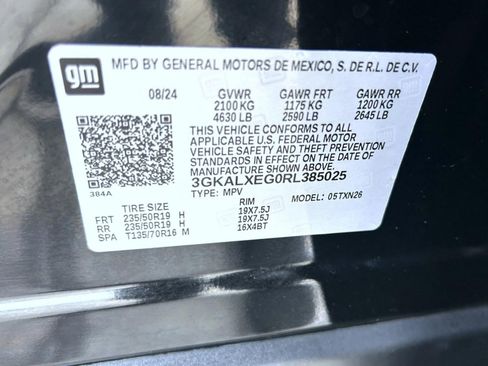 gm
MFD BY GENERAL MOTORS DE MEXICO, S. DE R.L. DE C.V.
08/24 GVWR GAWR FRT GAWR RR
2100 KG 1175 KG 1200 KG
4630 LB 2590 LB 2645 LB
THIS VEHICLE CONFORMS TO ALL
APPLICABLE U.S. FEDERAL MOTOR
VEHICLE SAFETY STANDARDS IN
EFFECT ON THE DATE OF
MANUFACTURE SHOWN ABOVE.
3GKALXEG0RL385025
384A
TYPE: MPV MODEL: 05TXN26
TIRE SIZE RIM
FRT 235/50R19 H 19X7.5J
RR 235/50R19 H 19X7.5J
SPA T135/70R16 M 16X4BT